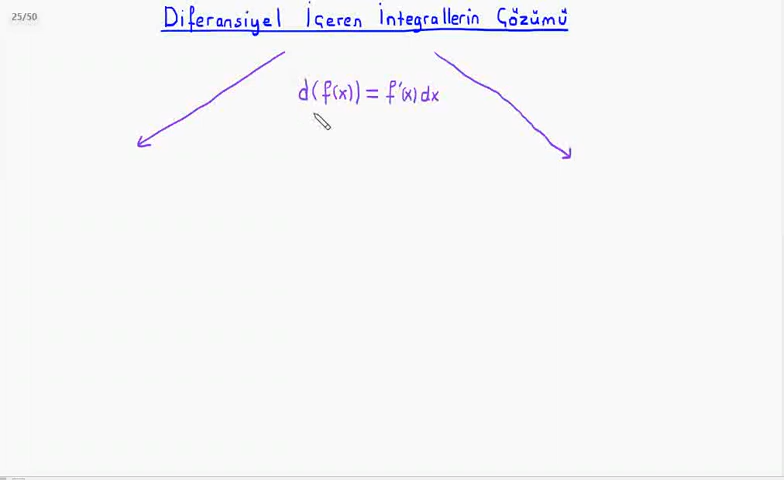 25/50
Diferansiyel İçeren İntegrallerin Çözümü
d(f(x)) = f'(x) dx